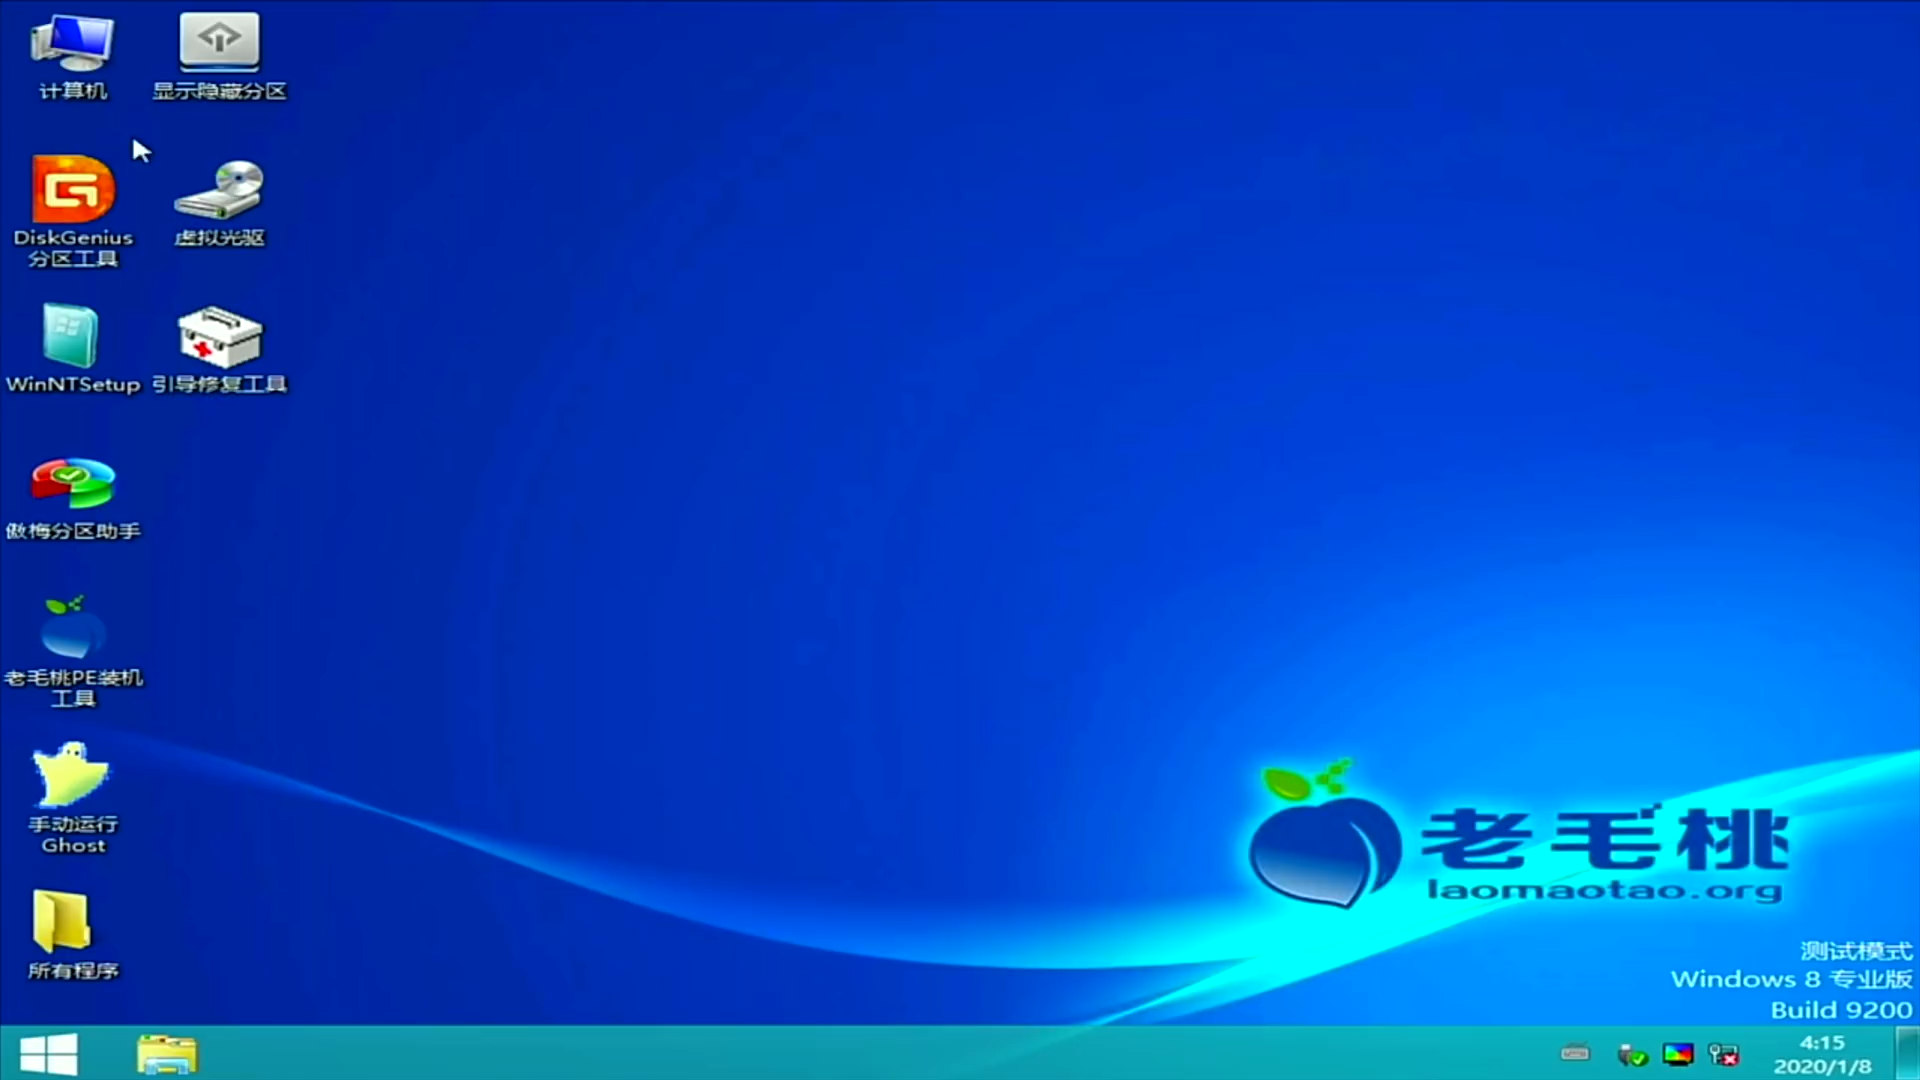 计算机
显示隐藏分区
DiskGenius
分区工具
虚拟光驱
WinNTSetup
引导修复工具
傲梅分区助手
老毛桃PE装机
工具
手动运行
Ghost
所有程序
老毛桃
laomaotao.org
测试模式
Windows 8 专业版
Build 9200
4:15
2020/1/8